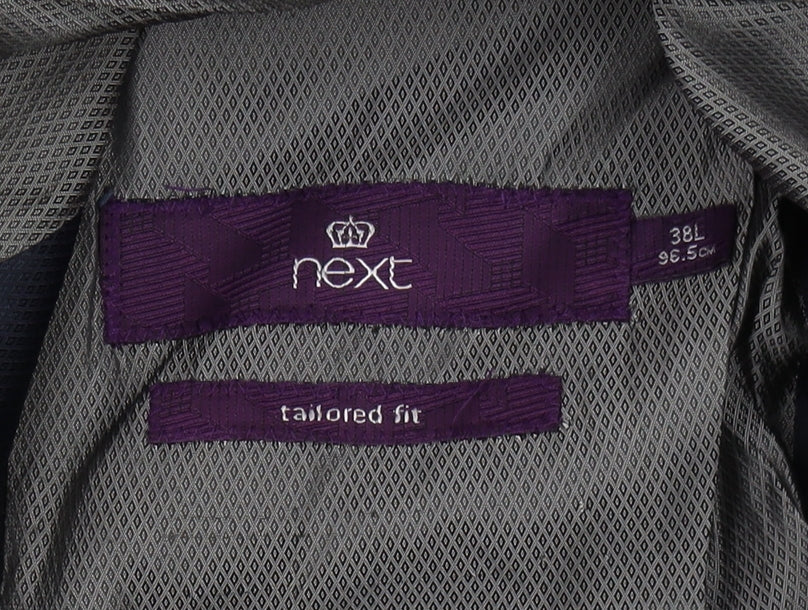 next
38L
96.5cm
tailored fit